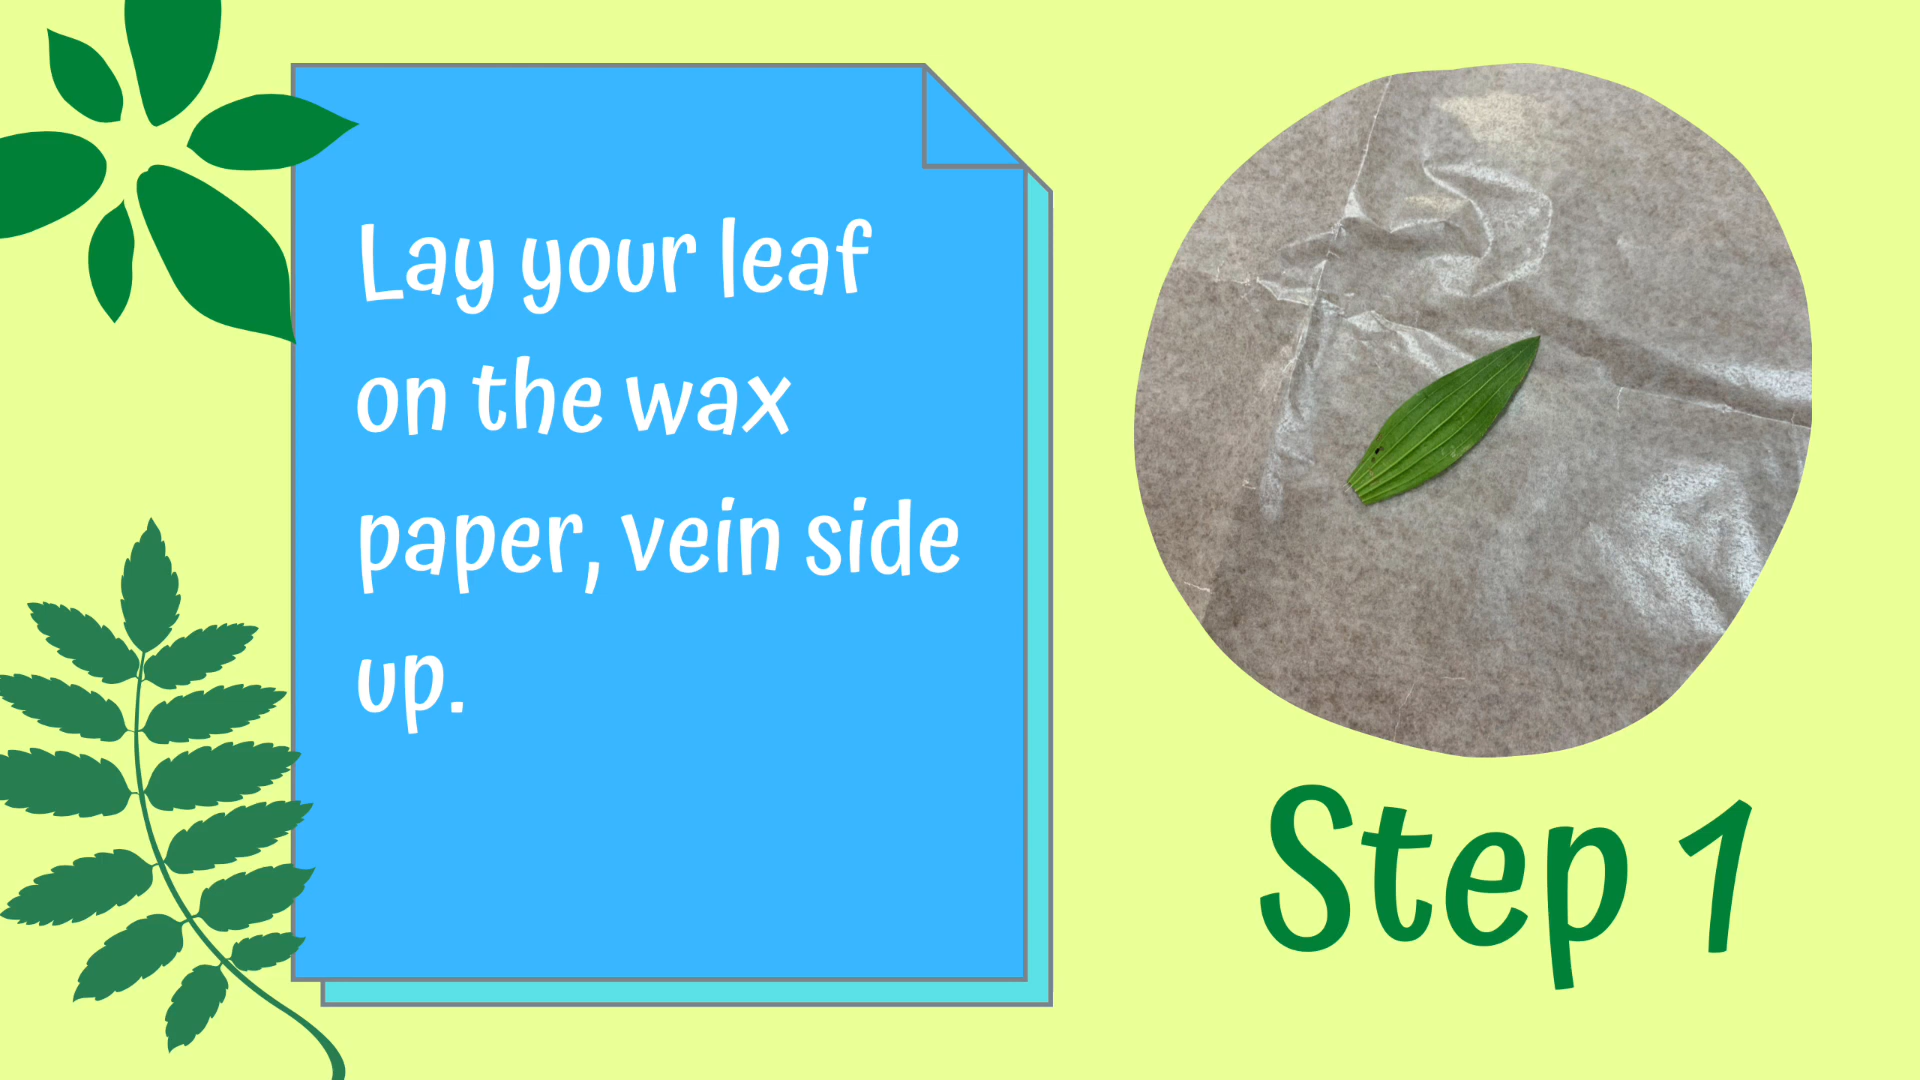 Lay your leaf
on the wax
paper, vein side
up.
Step 1